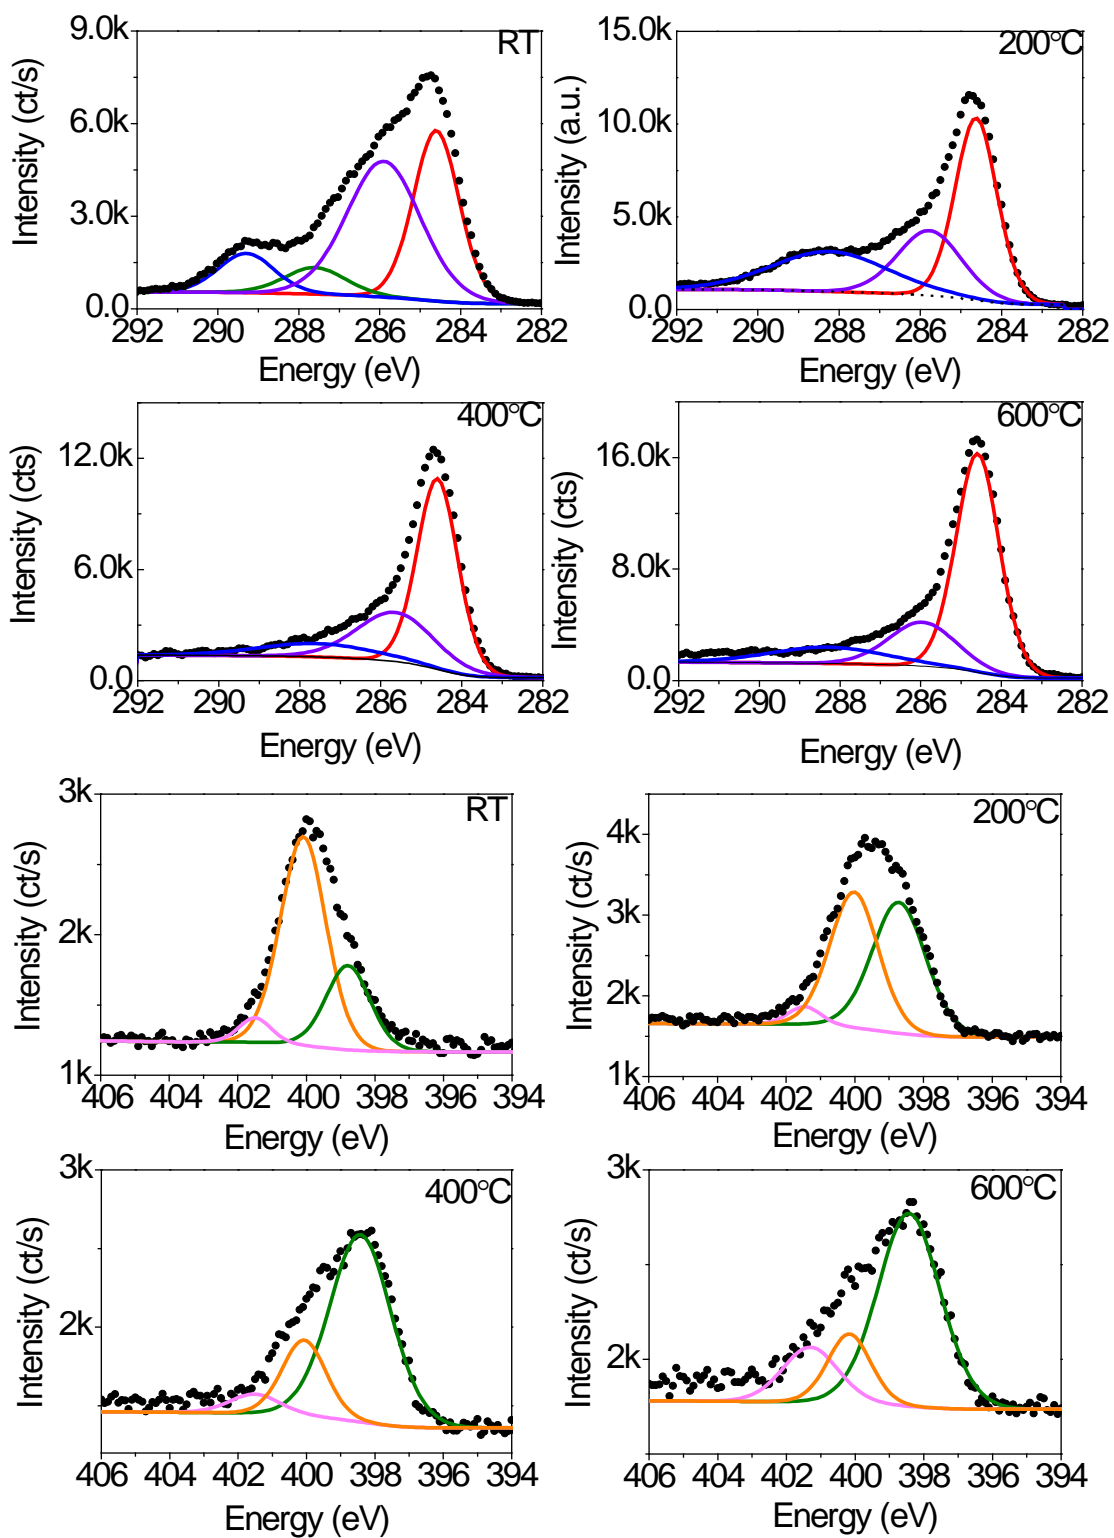 RT
9.0k
6.0k
3.0k
0.0
Intensity (ct/s)
292 290 288 286 284 282
Energy (eV)
200°C
15.0k
10.0k
5.0k
0.0
Intensity (a.u.)
292 290 288 286 284 282
Energy (eV)
400°C
12.0k
6.0k
0.0
Intensity (cts)
292 290 288 286 284 282
Energy (eV)
600°C
16.0k
8.0k
0.0
Intensity (cts)
292 290 288 286 284 282
Energy (eV)
RT
3k
2k
1k
Intensity (ct/s)
406 404 402 400 398 396 394
Energy (eV)
200°C
4k
3k
2k
1k
Intensity (ct/s)
406 404 402 400 398 396 394
Energy (eV)
400°C
3k
2k
Intensity (ct/s)
406 404 402 400 398 396 394
Energy (eV)
600°C
3k
2k
Intensity (ct/s)
406 404 402 400 398 396 394
Energy (eV)